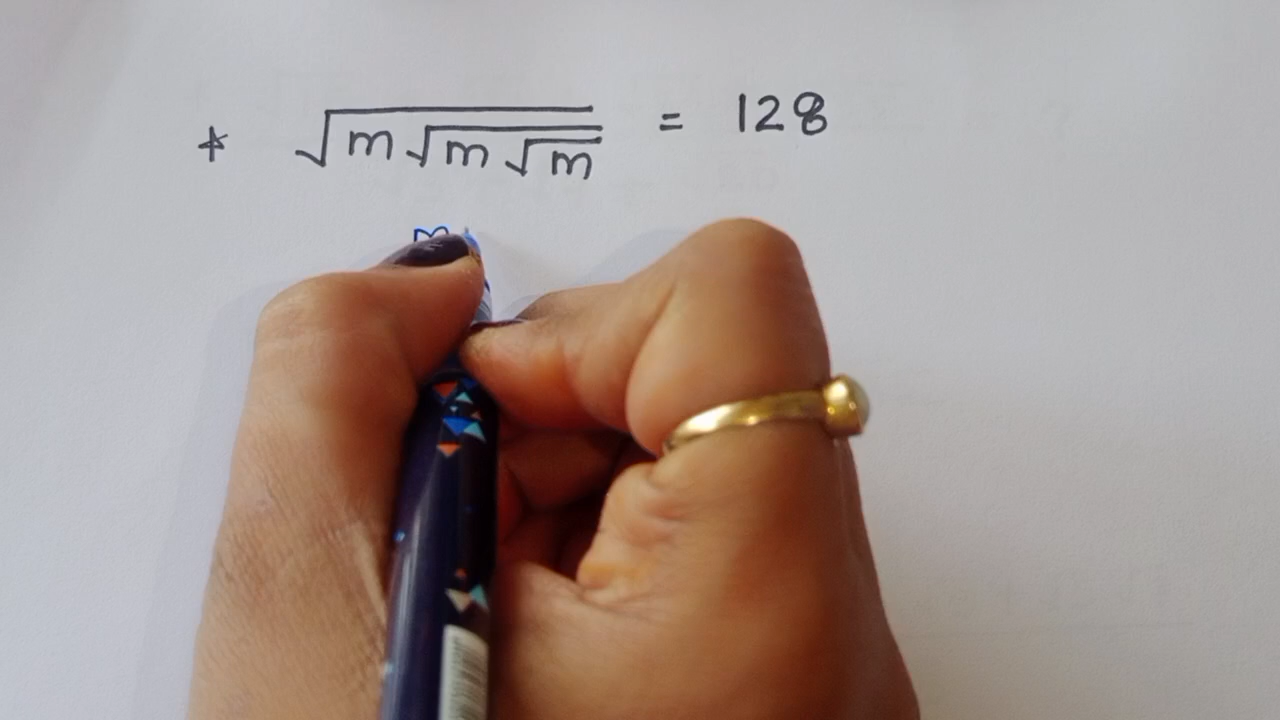 * √(m√(m√m)) = 128
m